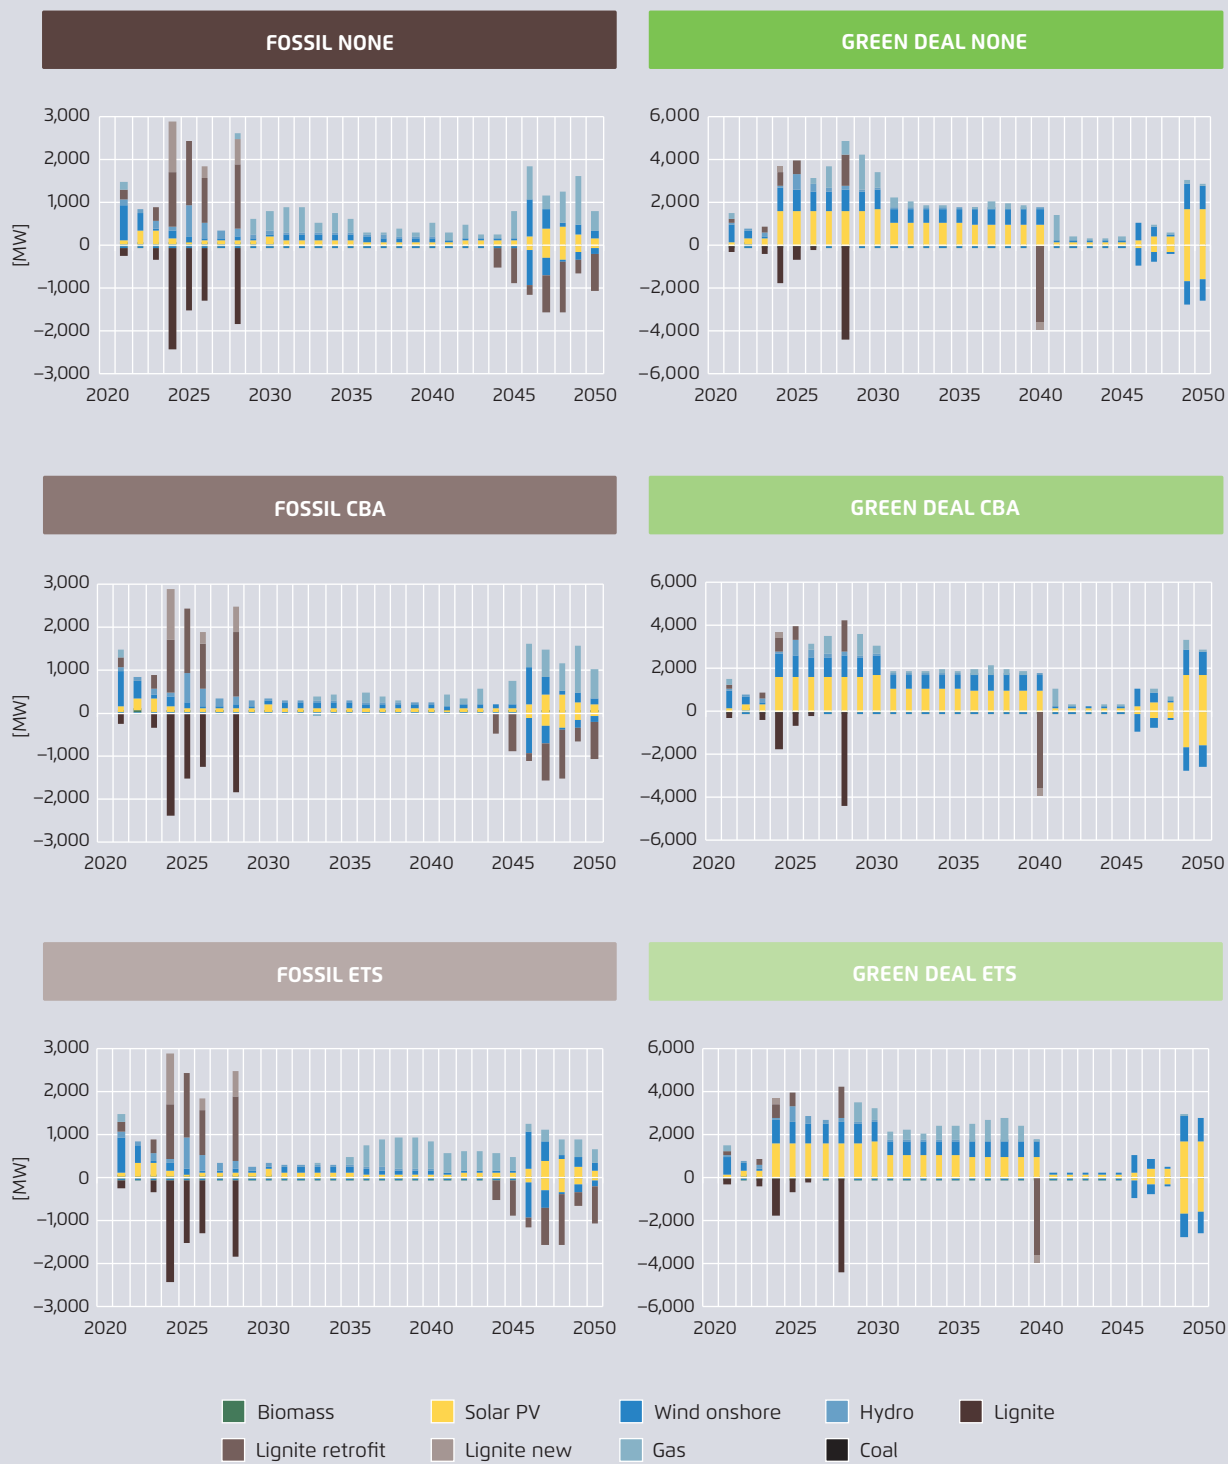 FOSSIL NONE
GREEN DEAL NONE
[MW]
3,000
2,000
1,000
0
−1,000
−2,000
−3,000
2020 2025 2030 2035 2040 2045 2050
6,000
4,000
2,000
0
−2,000
−4,000
−6,000
2020 2025 2030 2035 2040 2045 2050
FOSSIL CBA
GREEN DEAL CBA
[MW]
3,000
2,000
1,000
0
−1,000
−2,000
−3,000
2020 2025 2030 2035 2040 2045 2050
6,000
4,000
2,000
0
−2,000
−4,000
−6,000
2020 2025 2030 2035 2040 2045 2050
FOSSIL ETS
GREEN DEAL ETS
[MW]
3,000
2,000
1,000
0
−1,000
−2,000
−3,000
2020 2025 2030 2035 2040 2045 2050
6,000
4,000
2,000
0
−2,000
−4,000
−6,000
2020 2025 2030 2035 2040 2045 2050
Biomass Solar PV Wind onshore Hydro Lignite
Lignite retrofit Lignite new Gas Coal